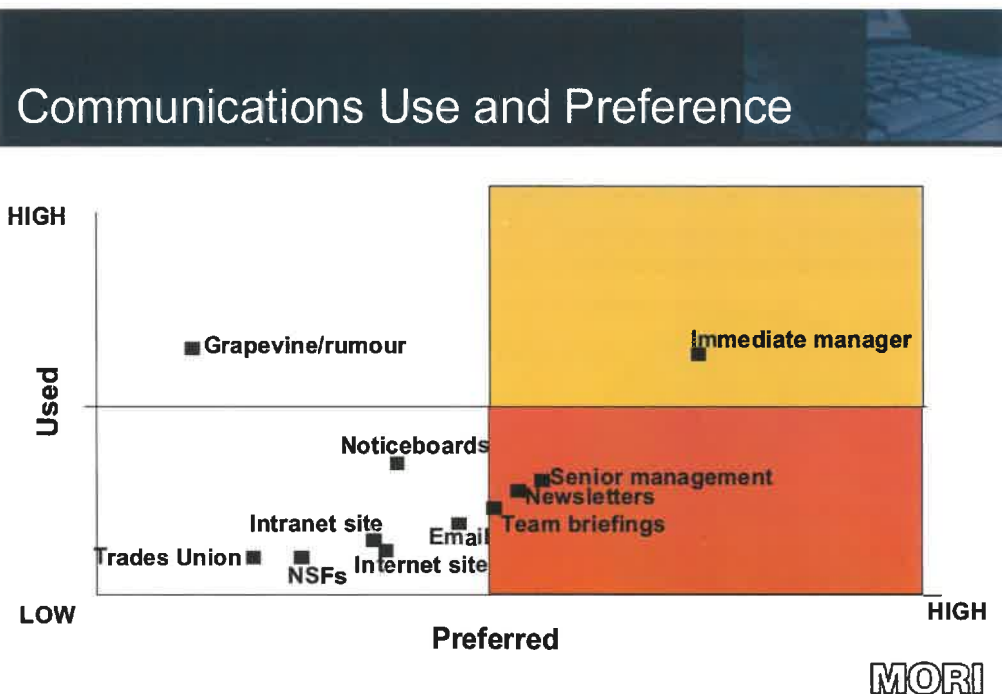 Communications Use and Preference
HIGH
Immediate manager
Grapevine/rumour
Used
Noticeboards
Senior management
Newsletters
Team briefings
Intranet site
Email
Trades Union
Internet site
NSFs
LOW
HIGH
Preferred
MORI